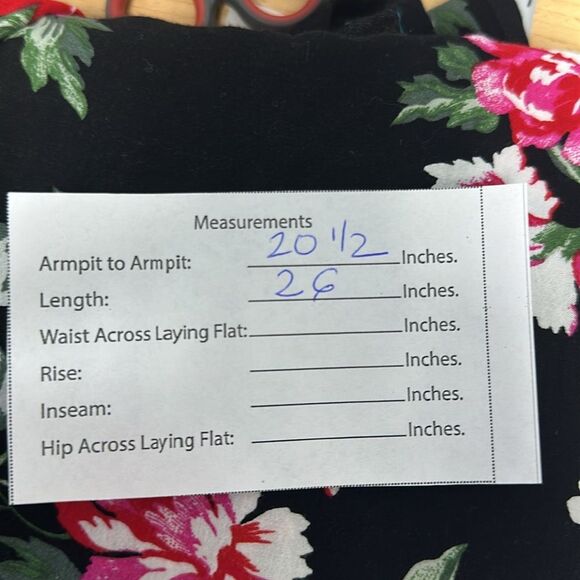 Measurements
Armpit to Armpit: 20 1/2 Inches.
Length: 26 Inches.
Waist Across Laying Flat: Inches.
Rise: Inches.
Inseam: Inches.
Hip Across Laying Flat: Inches.